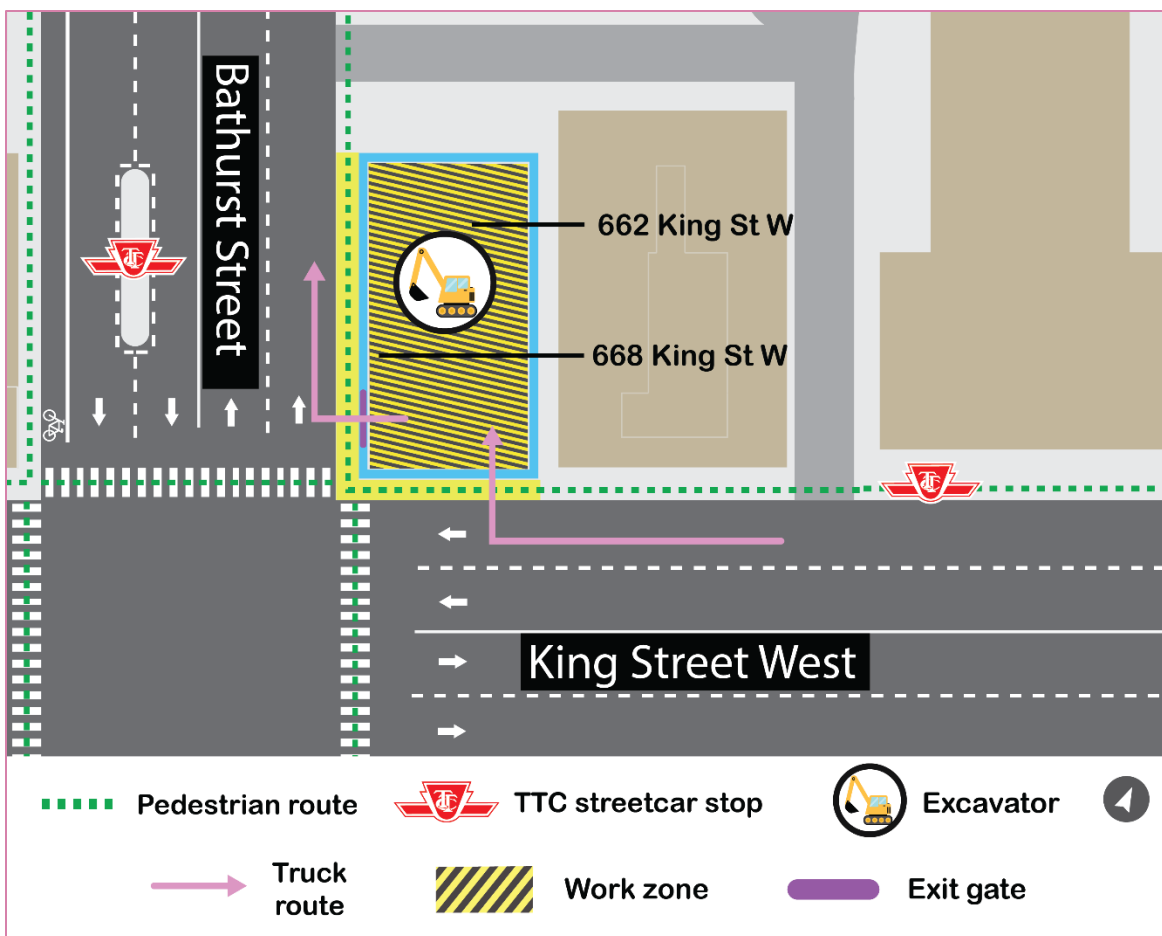 Bathurst Street
662 King St W
668 King St W
King Street West
Pedestrian route
TTC streetcar stop
Excavator
Truck
route
Work zone
Exit gate